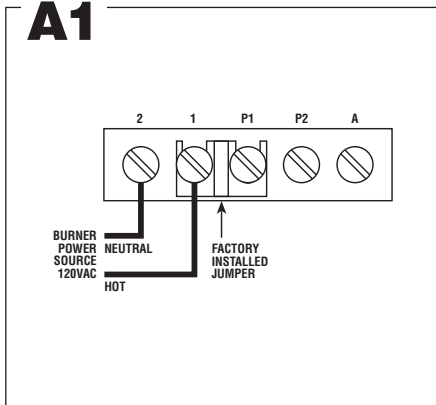 A1
2 1 P1 P2 A
BURNER
POWER NEUTRAL
SOURCE
120VAC
HOT
FACTORY
INSTALLED
JUMPER